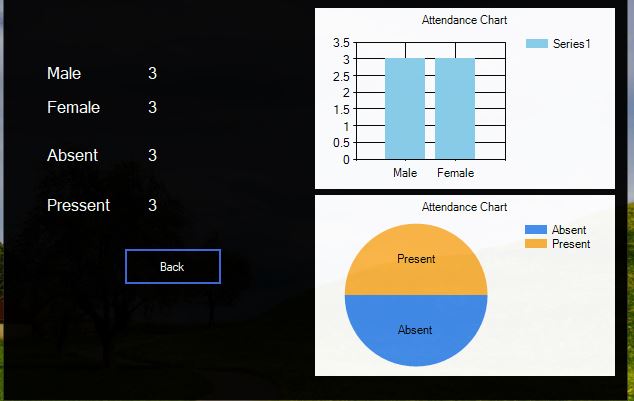 Male 3
Female 3
Absent 3
Pressent 3
Back
Attendance Chart
Series1
3.5
3
2.5
2
1.5
1
0.5
0
Male Female
Attendance Chart
Absent
Present
Present
Absent